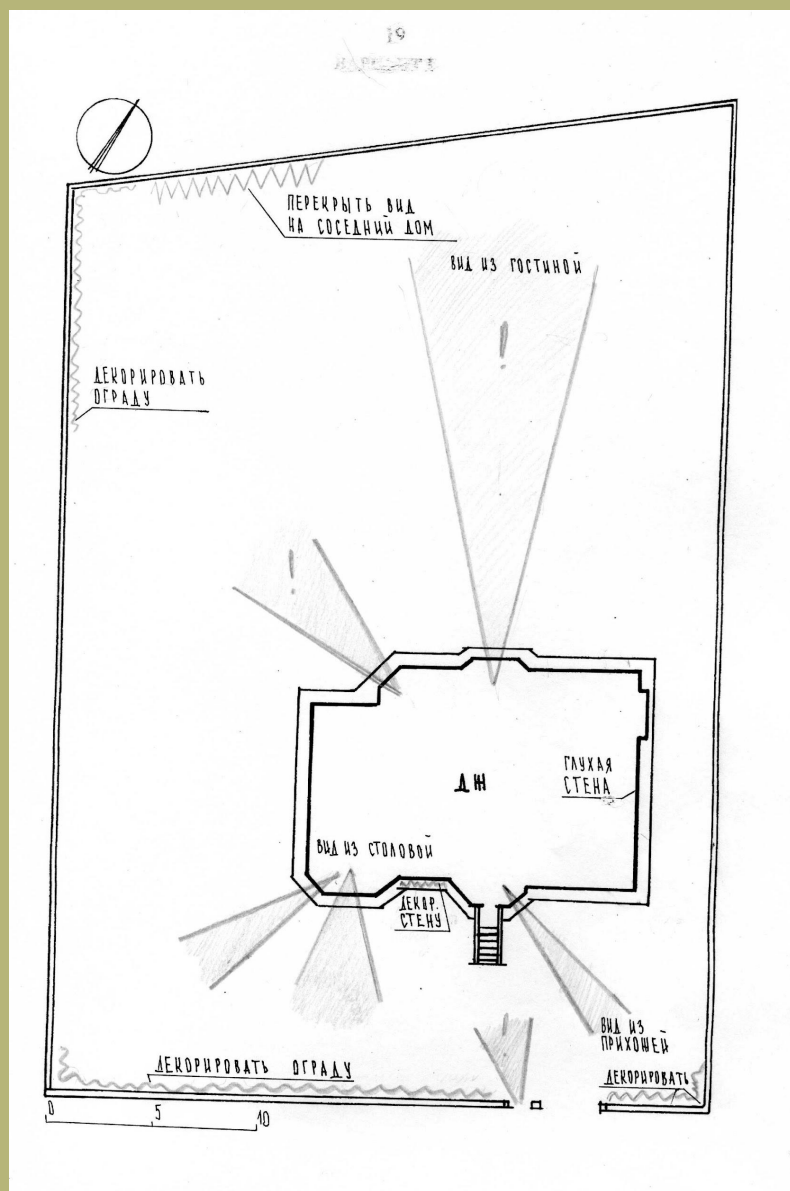 19
ПЕРЕКРЫТЬ ВИД
НА СОСЕДНИЙ ДОМ
ВИД ИЗ ГОСТИНОЙ
!
ДЕКОРИРОВАТЬ
ОГРАДУ
!
ГЛУХАЯ
СТЕНА
ДЖ
ВИД ИЗ СТОЛОВОЙ
ДЕКОР.
СТЕНУ
!
ВИД ИЗ
ПРИХОЖЕЙ
ДЕКОРИРОВАТЬ ОГРАДУ
ДЕКОРИРОВАТЬ
0 5 10